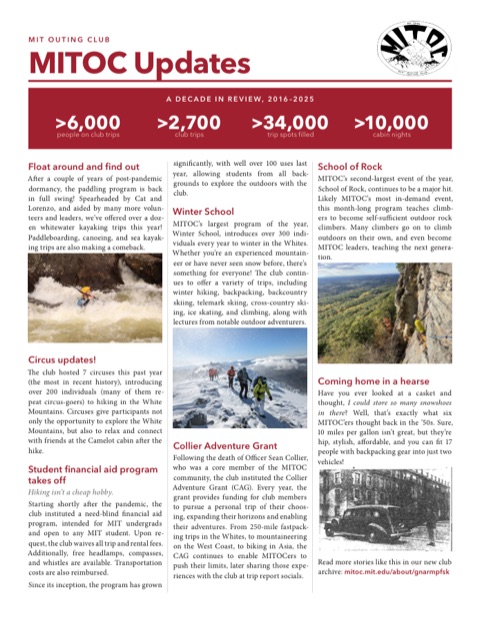 MIT OUTING CLUB
MITOC Updates
MITOC
A DECADE IN REVIEW, 2016–2025
>6,000
people on club trips
>2,700
club trips
>34,000
trip spots filled
>10,000
cabin nights
Float around and find out
After a couple of years of post-pandemic
dormancy, the paddling program is back
in full swing! Spearheaded by Cat and
Lorenzo, and aided by many more volun-
teers and leaders, we've offered over a doz-
en whitewater kayaking trips this year!
Paddleboarding, canoeing, and sea kayak-
ing trips are also making a comeback.
Circus updates!
The club hosted 7 circuses this past year
(the most in recent history), introducing
over 200 individuals (many of them re-
peat circus-goers) to hiking in the White
Mountains. Circuses give participants not
only the opportunity to explore the White
Mountains, but also to relax and connect
with friends at the Camelot cabin after the
hike.
Student financial aid program
takes off
Hiking isn't a cheap hobby.
Starting shortly after the pandemic, the
club instituted a need-blind financial aid
program, intended for MIT undergrads
and open to any MIT student. Upon re-
quest, the club waives all trip and rental fees.
Additionally, free headlamps, compasses,
and whistles are available. Transportation
costs are also reimbursed.
Since its inception, the program has grown
significantly, with well over 100 uses last
year, allowing students from all back-
grounds to explore the outdoors with the
club.
Winter School
MITOC's largest program of the year,
Winter School, introduces over 300 indi-
viduals every year to winter in the Whites.
Whether you're an experienced mountain-
eer or have never seen snow before, there's
something for everyone! The club contin-
ues to offer a variety of trips, including
winter hiking, backpacking, backcountry
skiing, telemark skiing, cross-country ski-
ing, ice skating, and climbing, along with
lectures from notable outdoor adventurers.
Collier Adventure Grant
Following the death of Officer Sean Collier,
who was a core member of the MITOC
community, the club instituted the Collier
Adventure Grant (CAG). Every year, the
grant provides funding for club members
to pursue a personal trip of their choos-
ing, expanding their horizons and enabling
their adventures. From 250-mile fastpack-
ing trips in the Whites, to mountaineering
on the West Coast, to biking in Asia, the
CAG continues to enable MITOCers to
push their limits, later sharing those expe-
riences with the club at trip report socials.
School of Rock
MITOC's second-largest event of the year,
School of Rock, continues to be a major hit.
Likely MITOC's most in-demand event,
this month-long program teaches climb-
ers to become self-sufficient outdoor rock
climbers. Many climbers go on to climb
outdoors on their own, and even become
MITOC leaders, teaching the next genera-
tion.
Coming home in a hearse
Have you ever looked at a casket and
thought, I could store so many snowshoes
in there! Well, that's exactly what six
MITOC'ers thought back in the '50s. Sure,
10 miles per gallon isn't great, but they're
hip, stylish, affordable, and you can fit 17
people with backpacking gear into just two
vehicles!
Read more stories like this in our new club
archive. mitoc.mit.edu/about/gnarmpfsk